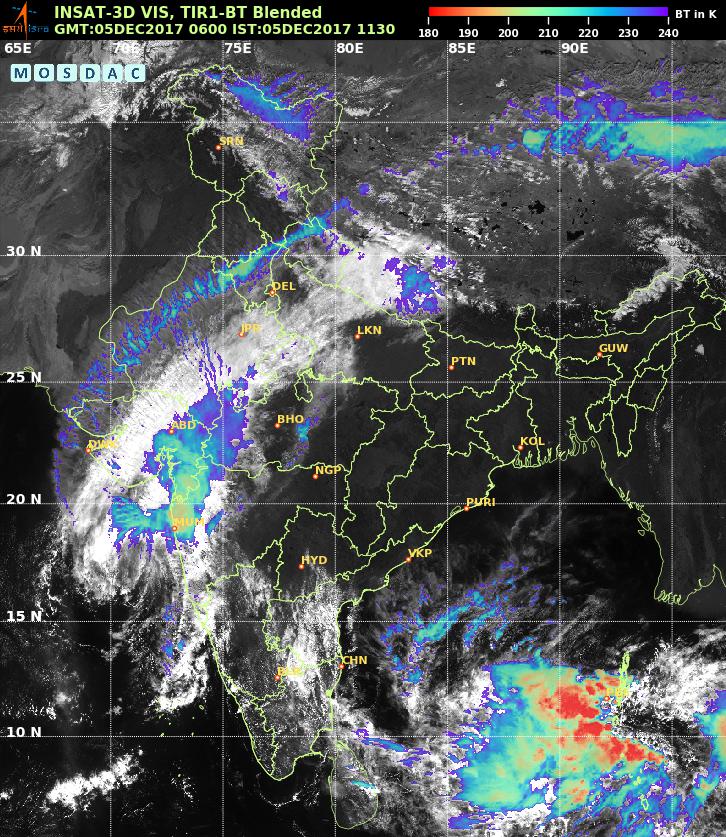 INSAT-3D VIS, TIR1-BT Blended
GMT:05DEC2017 0600 IST:05DEC2017 1130
BT in K
180 190 200 210 220 230 240
65E 70E 75E 80E 85E 90E
MOSDAC
SRN
30 N
DEL
JPR LKN
GUW
PTN
25 N
ABD BHO
DWK KOL
NGP
20 N PURI
MUM
HYD VKP
15 N
CHN
10 N